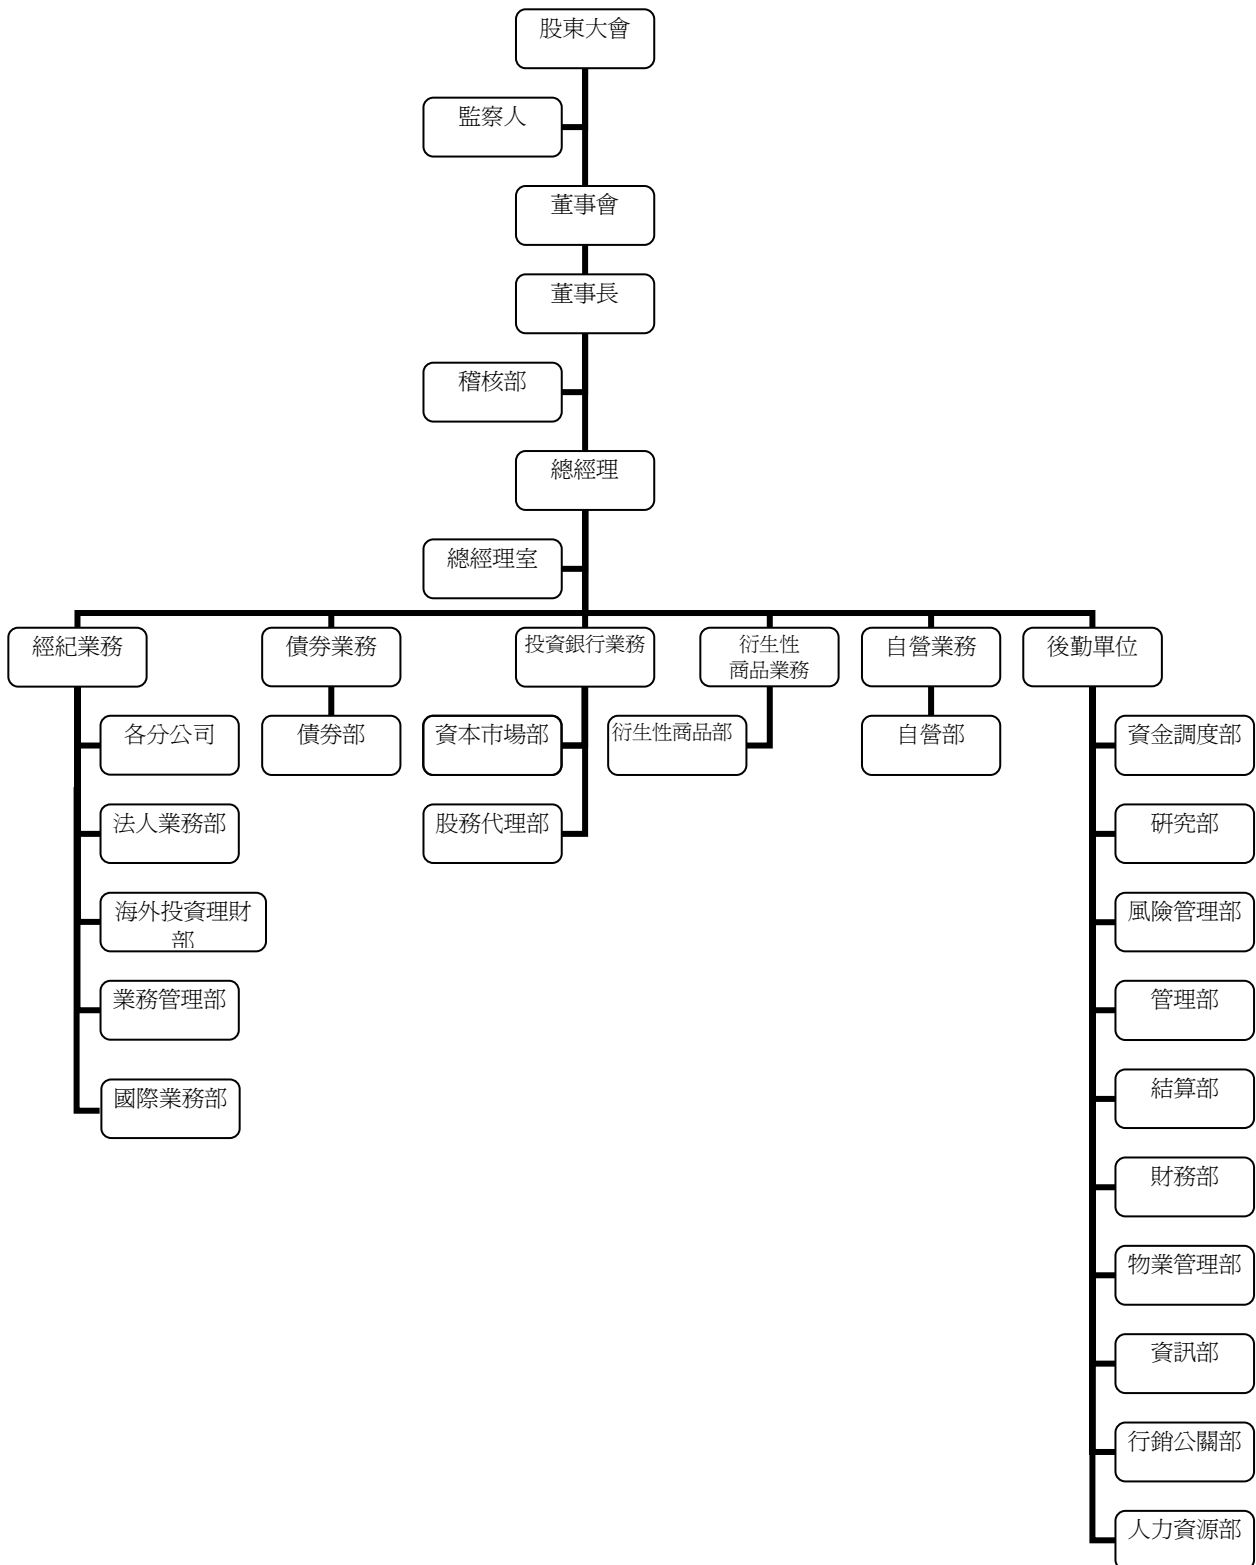 股東大會
監察人
董事會
董事長
稽核部
總經理
總經理室
經紀業務
債券業務
投資銀行業務
衍生性
商品業務
自營業務
後勤單位
各分公司
債券部
資本市場部
衍生性商品部
自營部
資金調度部
法人業務部
股務代理部
研究部
海外投資理財
部
風險管理部
業務管理部
管理部
國際業務部
結算部
財務部
物業管理部
資訊部
行銷公關部
人力資源部